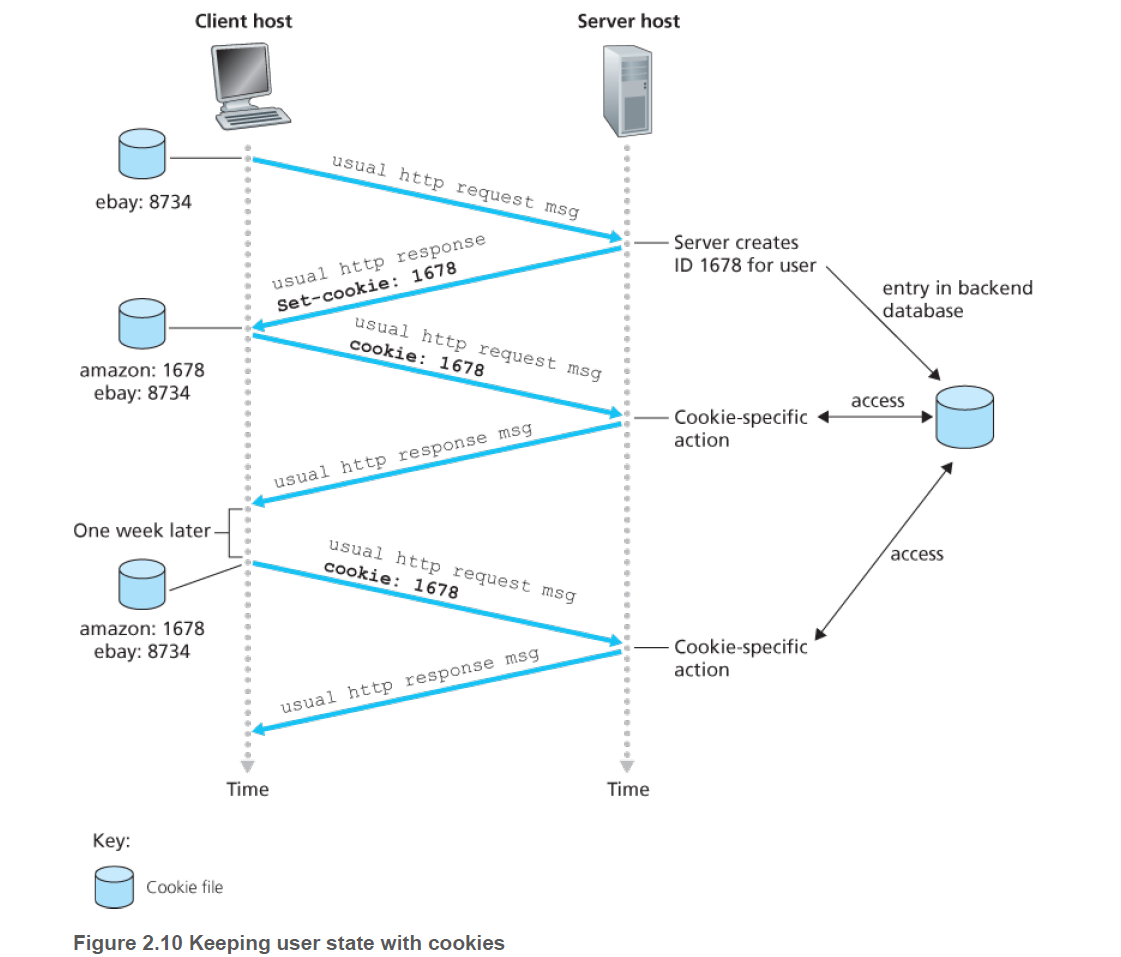 Client host
Server host
usual http request msg
ebay: 8734
Server creates
ID 1678 for user
usual http response
Set-cookie: 1678
entry in backend
database
usual http request msg
cookie: 1678
amazon: 1678
ebay: 8734
access
Cookie-specific
action
usual http response msg
One week later
usual http request msg
cookie: 1678
access
amazon: 1678
ebay: 8734
Cookie-specific
action
usual http response msg
Time
Time
Key:
Cookie file
Figure 2.10 Keeping user state with cookies